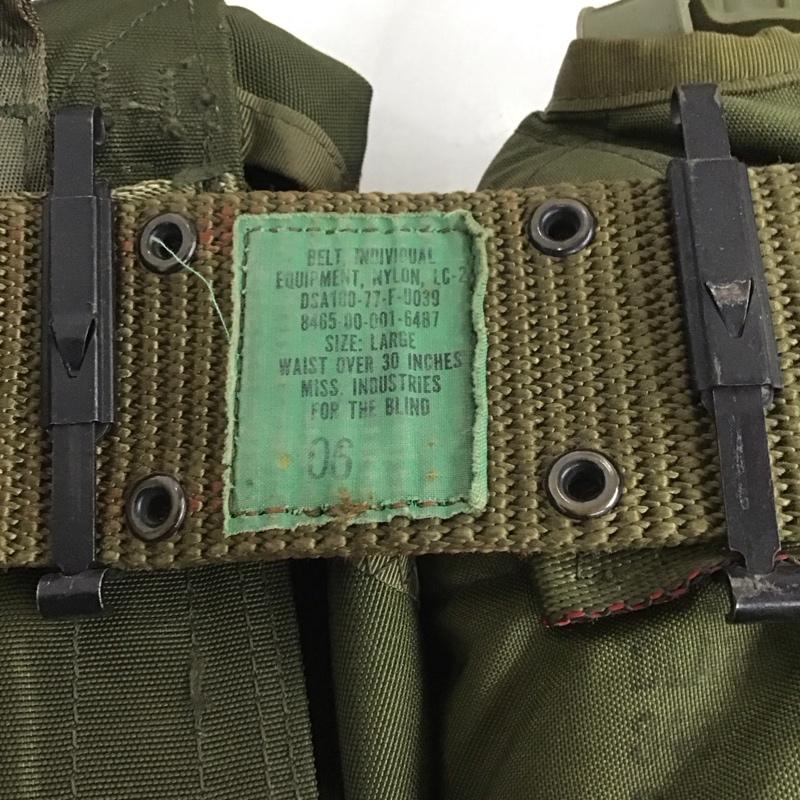 BELT, INDIVIDUAL
EQUIPMENT, NYLON, LC-2
DSA100-77-F-0039
8465-00-001-6487
SIZE: LARGE
WAIST OVER 30 INCHES
MISS. INDUSTRIES
FOR THE BLIND
06